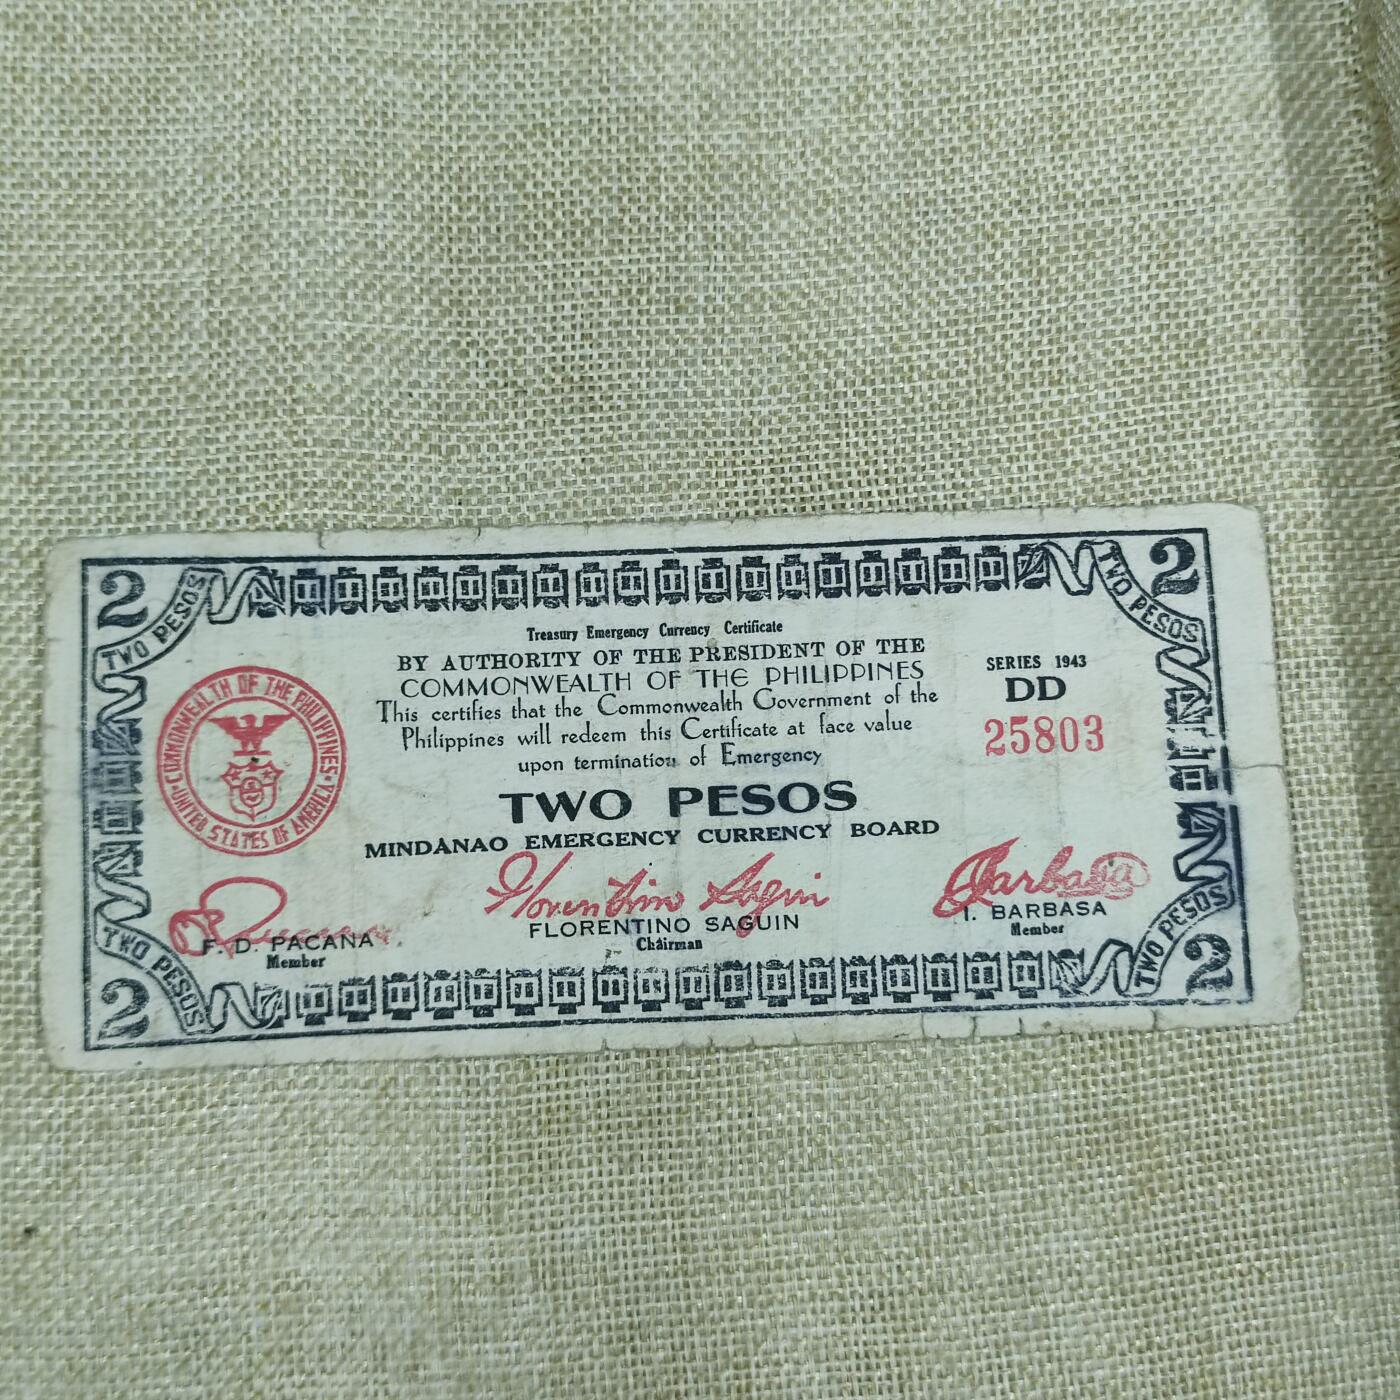 2 2
TWO PESOS TWO PESOS
Treasury Emergency Currency Certificate
BY AUTHORITY OF THE PRESIDENT OF THE
COMMONWEALTH OF THE PHILIPPINES
This certifies that the Commonwealth Government of the
Philippines will redeem this Certificate at face value
upon termination of Emergency
TWO PESOS
MINDANAO EMERGENCY CURRENCY BOARD
SERIES 1943
DD
25803
COMMONWEALTH OF THE PHILIPPINES
UNITED STATES OF AMERICA
Florentino Saguin
Barbasa
F. D. PACANA
Member
FLORENTINO SAGUIN
Chairman
I. BARBASA
Member
TWO PESOS TWO PESOS
2 2